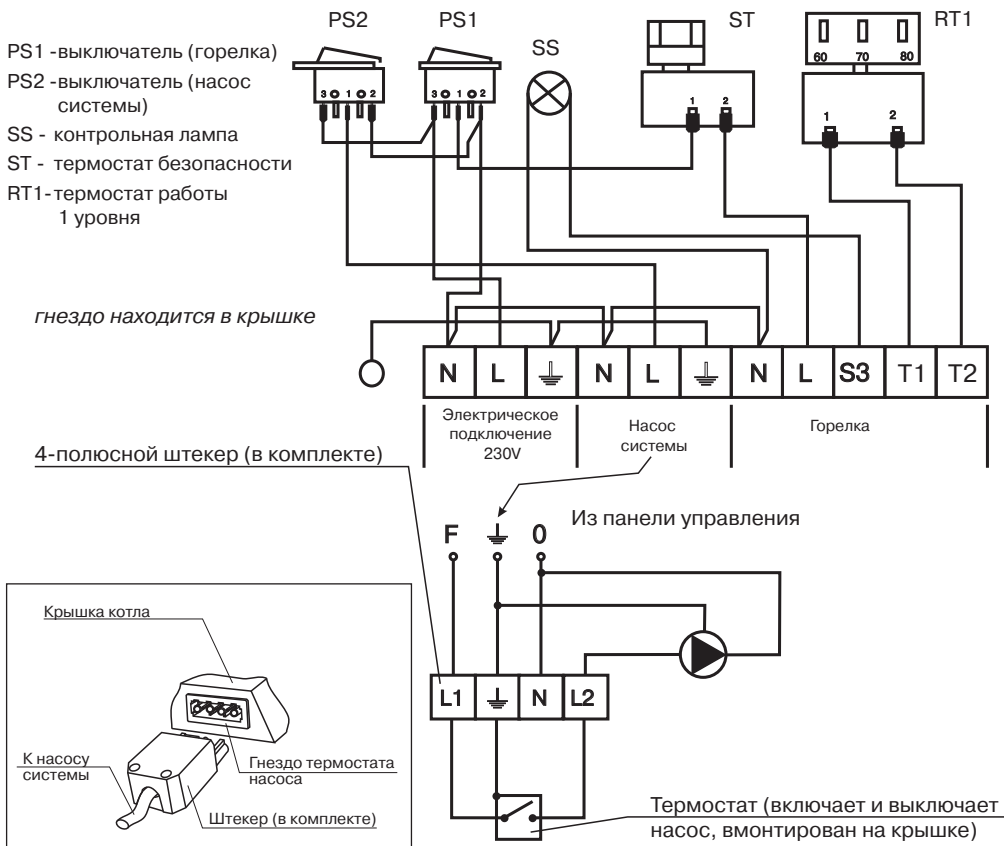 PS2
PS1
ST
RT1
SS
PS1 -выключатель (горелка)
PS2 -выключатель (насос
системы)
SS - контрольная лампа
ST - термостат безопасности
RT1- термостат работы
1 уровня
3 1 2
3 1 2
1 2
60 70 80
1 2
гнездо находится в крышке
N L N L N L S3 T1 T2
Электрическое
подключение
230V
Насос
системы
Горелка
4-полюсной штекер (в комплекте)
Из панели управления
F 0
L1 N L2
Крышка котла
Гнездо термостата
насоса
К насосу
системы
Штекер (в комплекте)
Термостат (включает и выключает
насос, вмонтирован на крышке)